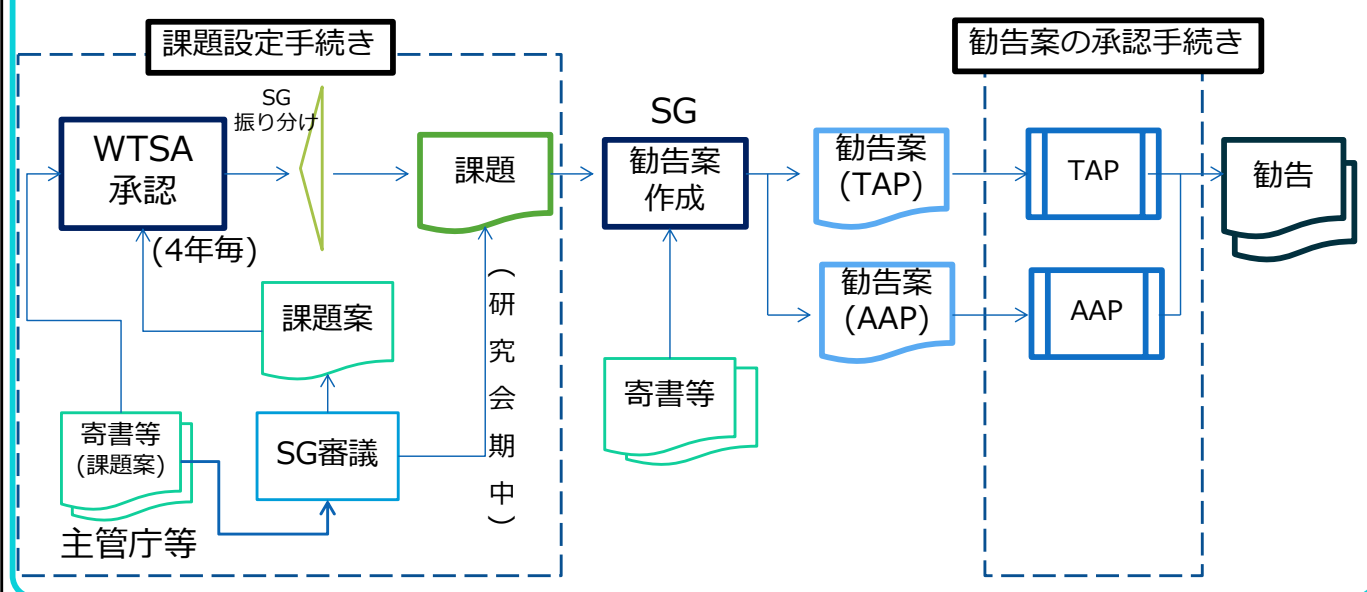 課題設定手続き
勧告案の承認手続き
SG
振り分け
WTSA
承認
(4年毎)
課題
課題案
寄書等
(課題案)
主管庁等
SG審議
(研究会期中)
SG
勧告案
作成
寄書等
勧告案
(TAP)
勧告案
(AAP)
TAP
AAP
勧告